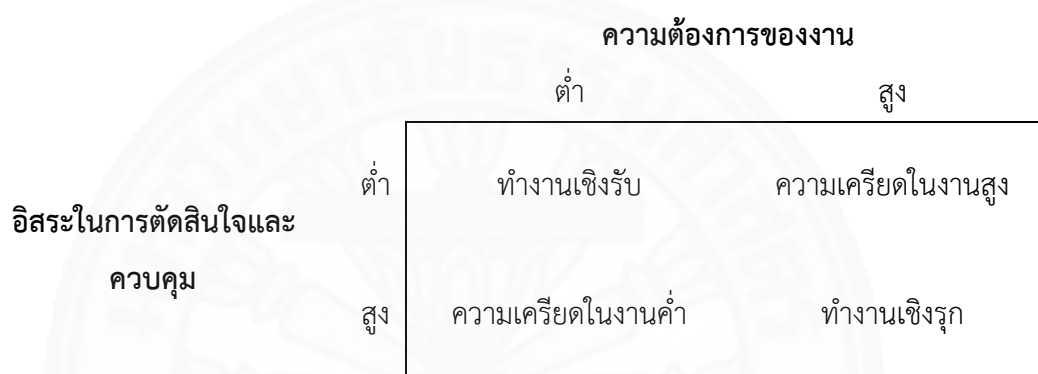 ความต้องการของงาน
ต่ำ สูง
ต่ำ ทำงานเชิงรับ ความเครียดในงานสูง
อิสระในการตัดสินใจและ
ควบคุม
สูง ความเครียดในงานค่ำ ทำงานเชิงรุก